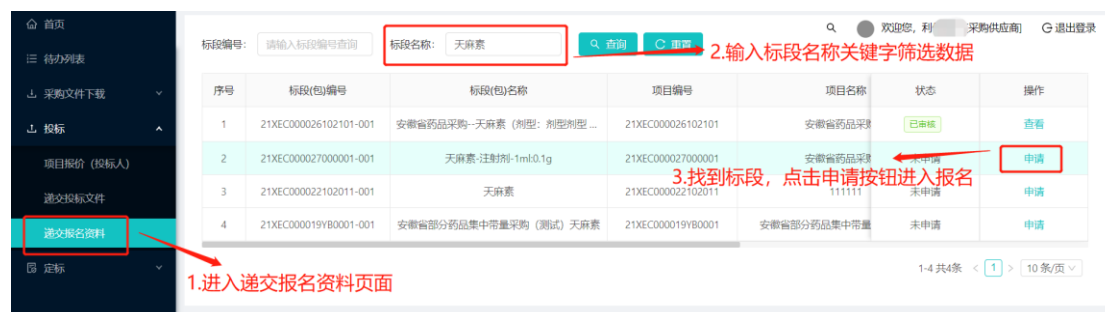 首页
待办列表
采购文件下载
投标
项目报价(投标人)
递交投标文件
递交报名资料
定标
欢迎您,利 采购供应商]
退出登录
标段编号: 请输入标段编号查询 标段名称: 天麻素 查询 重置
2.输入标段名称关键字筛选数据
序号 标段(包)编号 标段(包)名称 项目编号 项目名称 状态 操作
1 21XEC000026102101-001 安徽省药品采购--天麻素(剂型:剂型剂型 ... 21XEC000026102101 安徽省药品采购 已审核 查看
2 21XEC000027000001-001 天麻素-注射剂-1ml:0.1g 21XEC000027000001 安徽省药品采购 未申请 申请
3.找到标段,点击申请按钮进入报名
3 21XEC000022102011-001 天麻素 21XEC000022102011 111111 未申请 申请
4 21XEC000019YB0001-001 安徽省部分药品集中带量采购(测试)天麻素 21XEC000019YB0001 安徽省部分药品集中带量 未申请 申请
1-4 共4条 < 1 > 10 条/页
1.进入递交报名资料页面